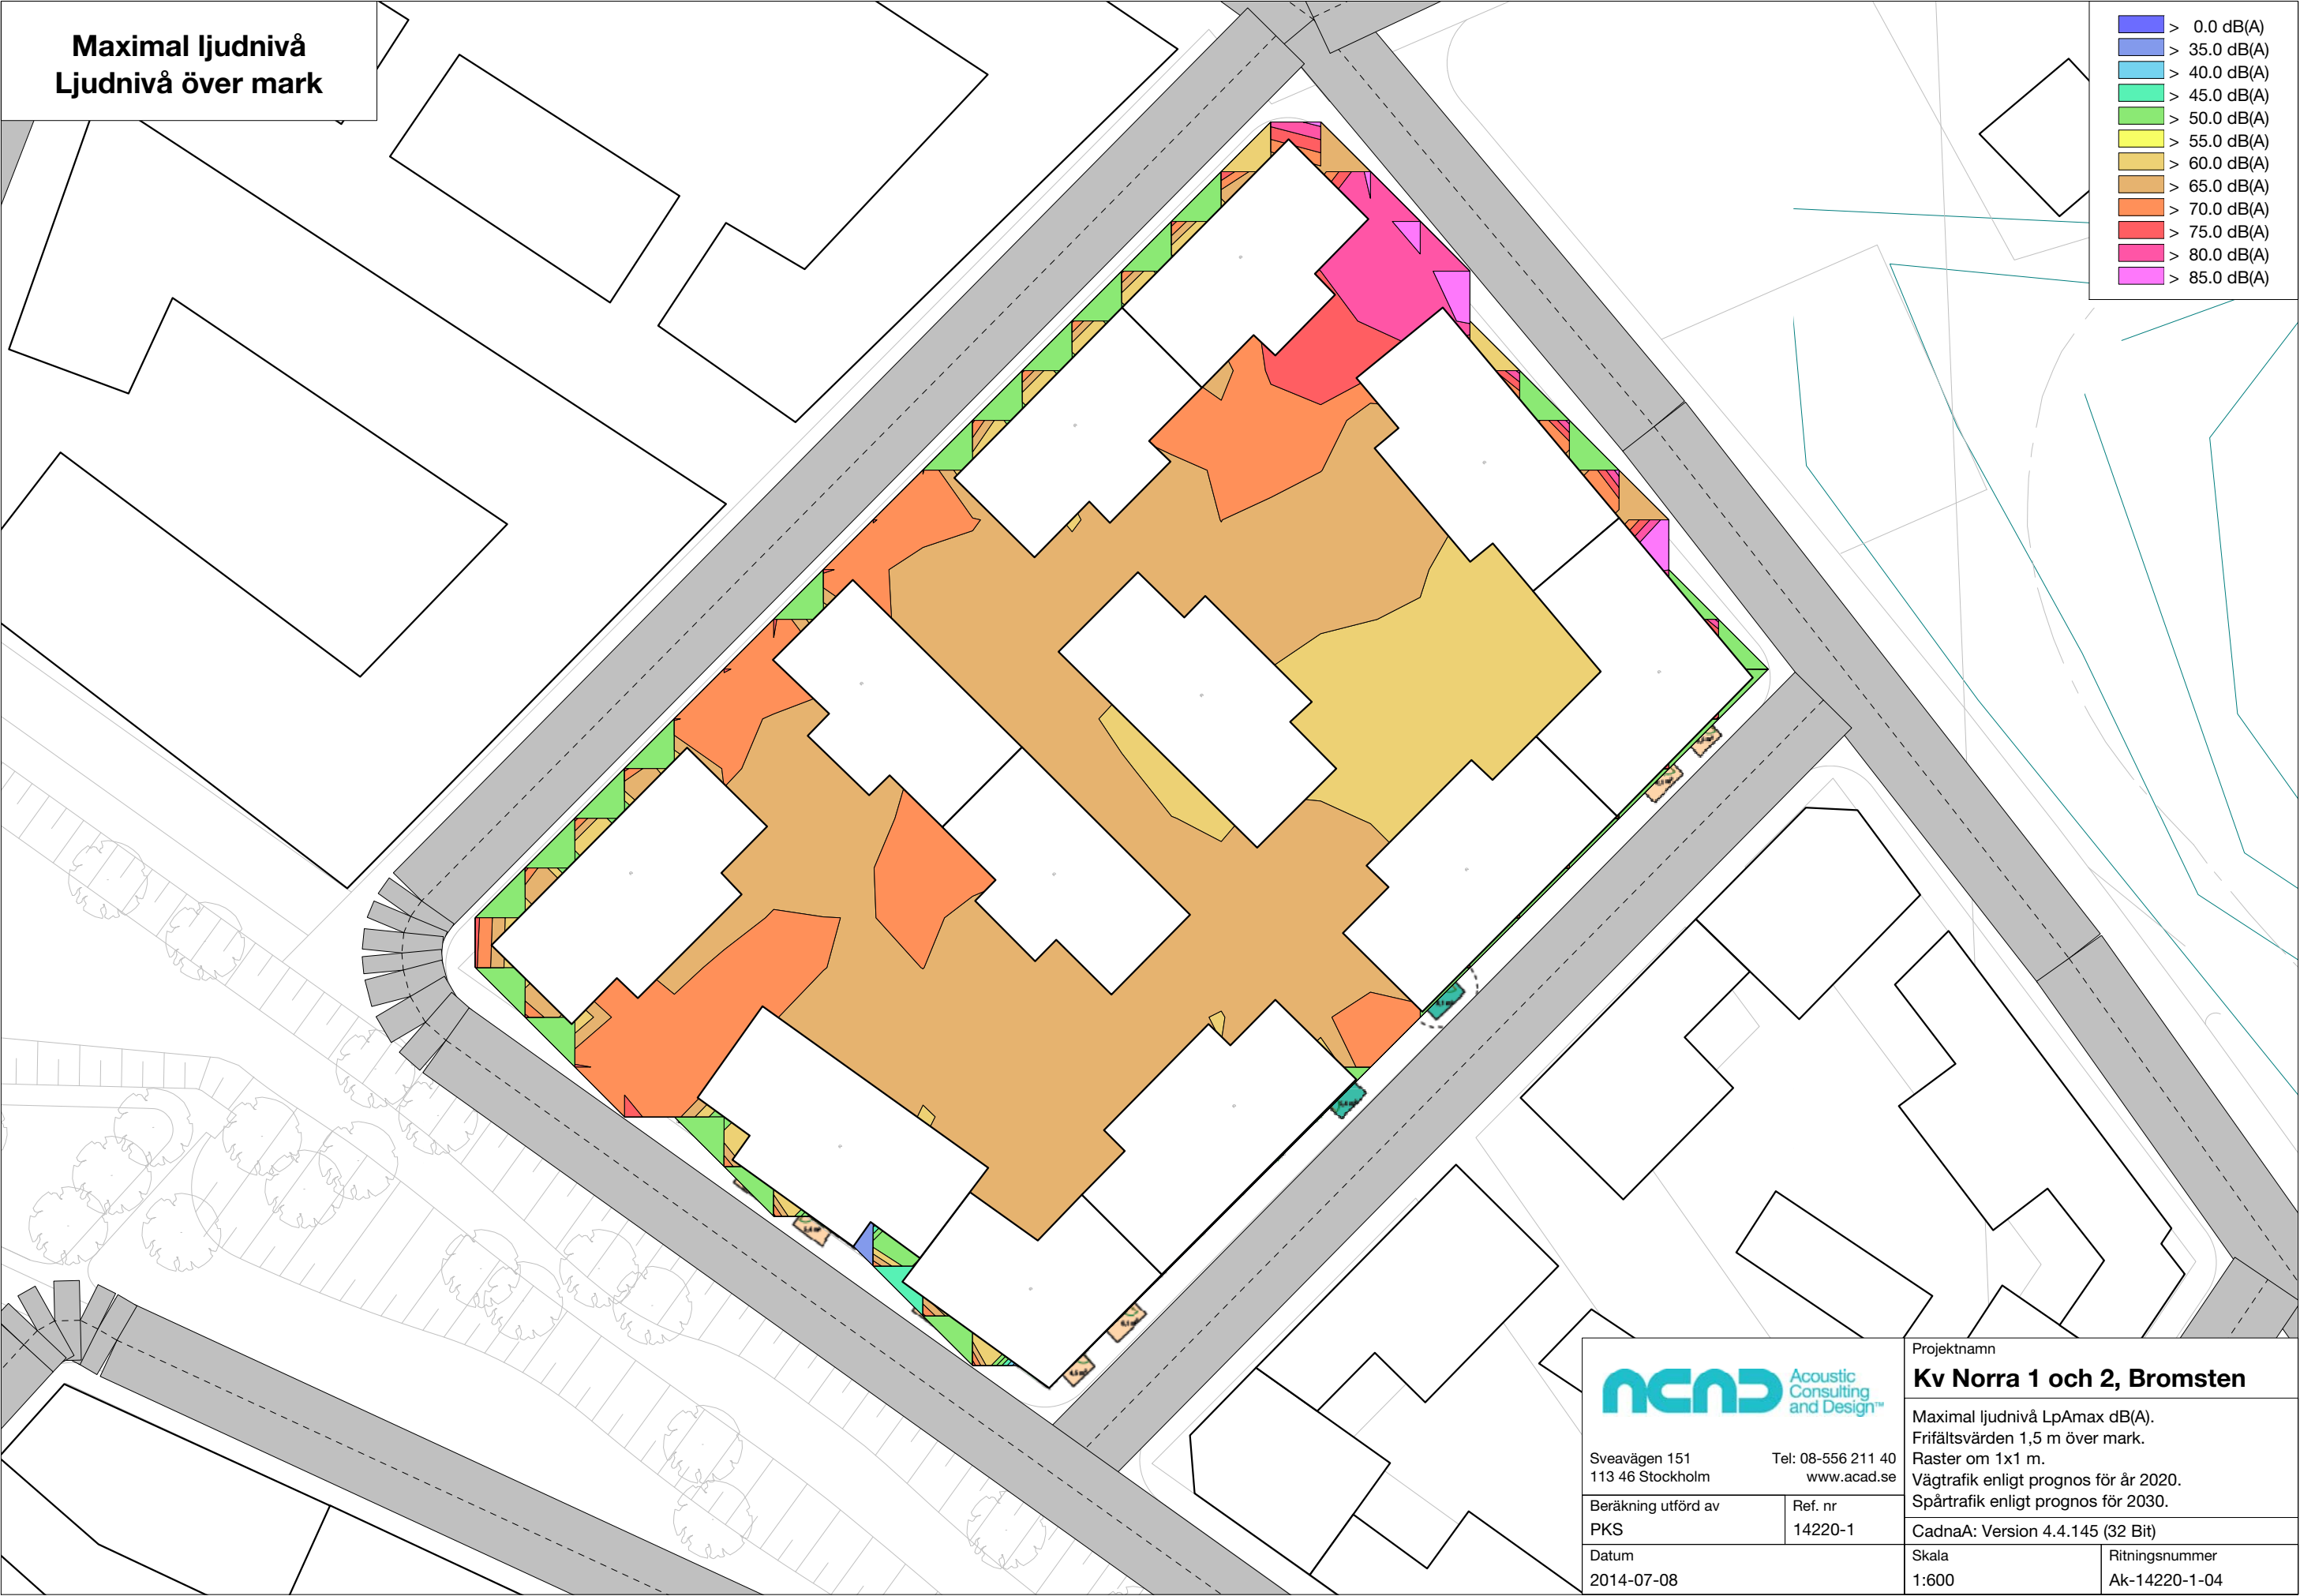 Maximal ljudnivå
Ljudnivå över mark
> 0.0 dB(A)
> 35.0 dB(A)
> 40.0 dB(A)
> 45.0 dB(A)
> 50.0 dB(A)
> 55.0 dB(A)
> 60.0 dB(A)
> 65.0 dB(A)
> 70.0 dB(A)
> 75.0 dB(A)
> 80.0 dB(A)
> 85.0 dB(A)
ACAD
Acoustic
Consulting
and Design™
Sveavägen 151 Tel: 08-556 211 40
113 46 Stockholm www.acad.se
Beräkning utförd av
PKS
Ref. nr
14220-1
Datum
2014-07-08
Projektnamn
Kv Norra 1 och 2, Bromsten
Maximal ljudnivå LpAmax dB(A).
Frifältsvärden 1,5 m över mark.
Raster om 1x1 m.
Vägtrafik enligt prognos för år 2020.
Spårtrafik enligt prognos för 2030.
CadnaA: Version 4.4.145 (32 Bit)
Skala
1:600
Ritningsnummer
Ak-14220-1-04